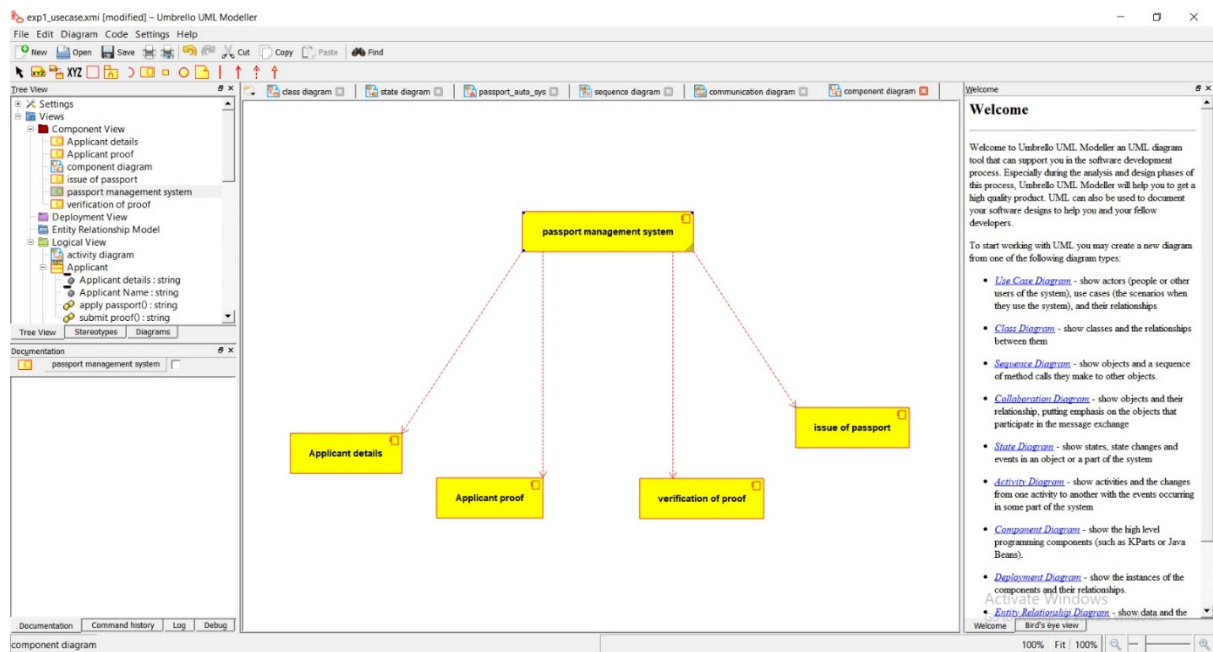 exp1_usecase.xmi [modified] – Umbrello UML Modeller
File Edit Diagram Code Settings Help
New Open Save Cut Copy Paste Find
XYZ XYZ
Tree View
Settings
Views
Component View
Applicant details
Applicant proof
component diagram
issue of passport
passport management system
verification of proof
Deployment View
Entity Relationship Model
Logical View
activity diagram
Applicant
Applicant details : string
Applicant Name : string
apply passport() : string
submit proof() : string
Tree View Stereotypes Diagrams
Documentation
passport management system
Documentation Command history Log Debug
component diagram
class diagram state diagram passport_auto_sys sequence diagram communication diagram component diagram
passport management system
issue of passport
Applicant details
Applicant proof verification of proof
Welcome
Welcome
Welcome to Umbrello UML Modeller an UML diagram
tool that can support you in the software development
process. Especially during the analysis and design phases of
this process, Umbrello UML Modeller will help you to get a
high quality product. UML can also be used to document
your software designs to help you and your fellow
developers.
To start working with UML you may create a new diagram
from one of the following diagram types:
Use Case Diagram - show actors (people or other
users of the system), use cases (the scenarios when
they use the system), and their relationships
Class Diagram - show classes and the relationships
between them
Sequence Diagram - show objects and a sequence
of method calls they make to other objects.
Collaboration Diagram - show objects and their
relationship, putting emphasis on the objects that
participate in the message exchange
State Diagram - show states, state changes and
events in an object or a part of the system
Activity Diagram - show activities and the changes
from one activity to another with the events occurring
in some part of the system
Component Diagram - show the high level
programming components (such as KParts or Java
Beans).
Deployment Diagram - show the instances of the
components and their relationships.
Activate Windows
Entity Relationship Diagram - show data and the
Welcome Bird's eye view
100% Fit 100%